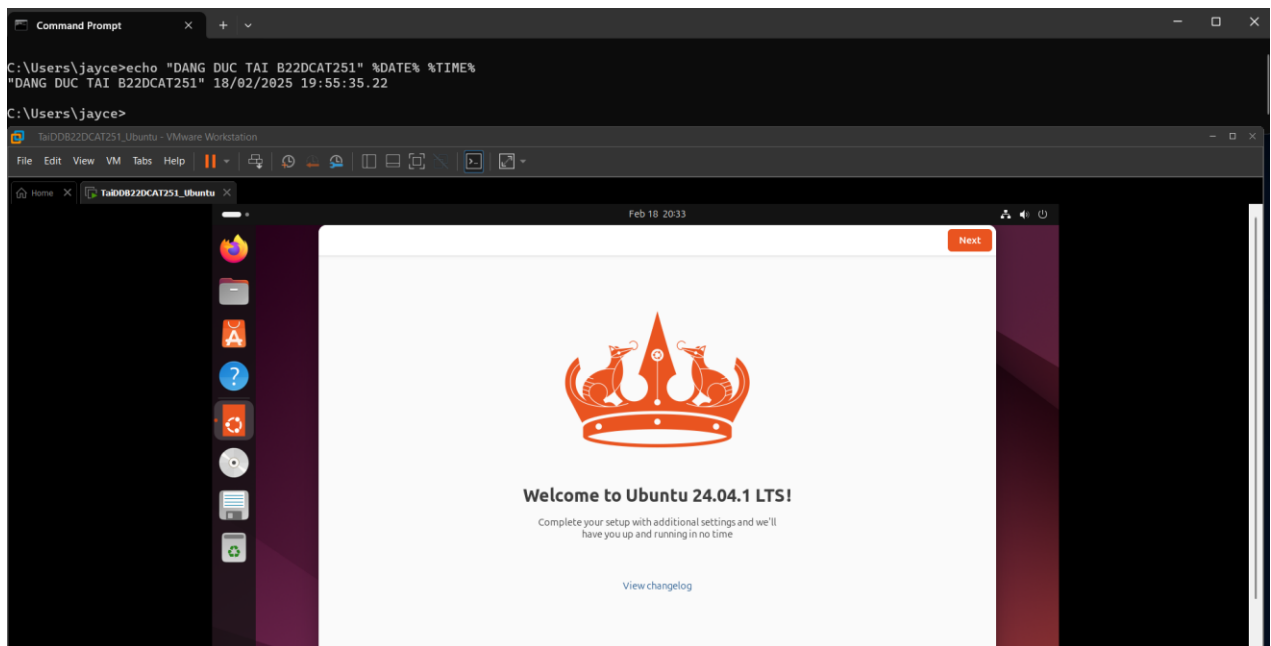 Command Prompt
C:\Users\jayce>echo "DANG DUC TAI B22DCAT251" %DATE% %TIME%
"DANG DUC TAI B22DCAT251" 18/02/2025 19:55:35.22
C:\Users\jayce>
TaiDDB22DCAT251_Ubuntu - VMware Workstation
File Edit View VM Tabs Help
Home TaiDDB22DCAT251_Ubuntu
Feb 18 20:33
Next
Welcome to Ubuntu 24.04.1 LTS!
Complete your setup with additional settings and we'll
have you up and running in no time
View changelog